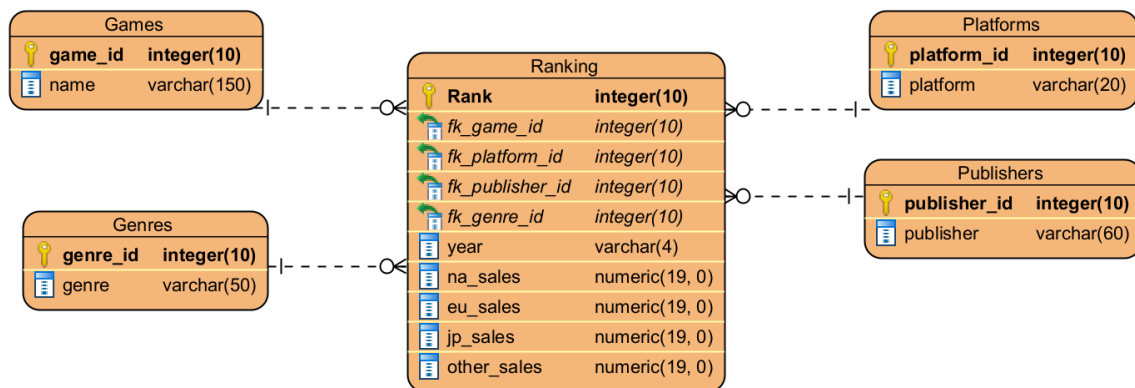 Games
game_id integer(10)
name varchar(150)
Genres
genre_id integer(10)
genre varchar(50)
Ranking
Rank integer(10)
fk_game_id integer(10)
fk_platform_id integer(10)
fk_publisher_id integer(10)
fk_genre_id integer(10)
year varchar(4)
na_sales numeric(19, 0)
eu_sales numeric(19, 0)
jp_sales numeric(19, 0)
other_sales numeric(19, 0)
Platforms
platform_id integer(10)
platform varchar(20)
Publishers
publisher_id integer(10)
publisher varchar(60)